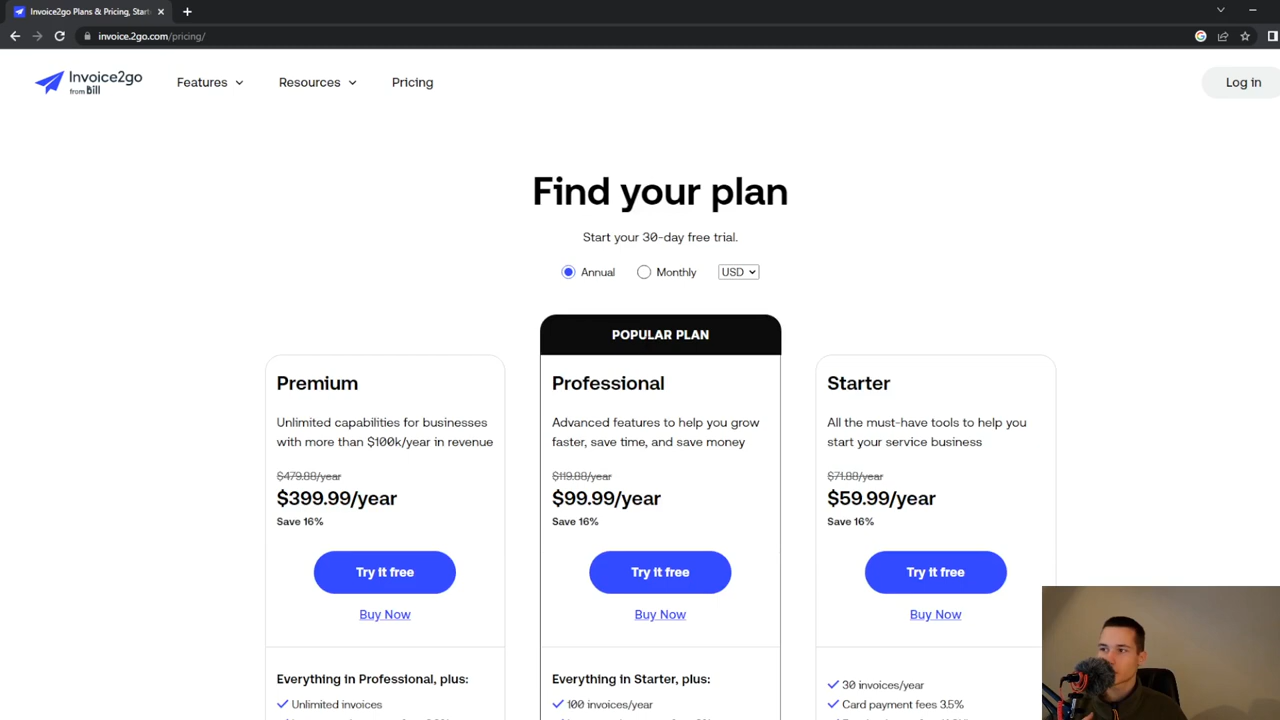 Invoice2go Plans & Pricing, Start
invoice.2go.com/pricing/
Invoice2go
from Bill
Features
Resources
Pricing
Log in
Find your plan
Start your 30-day free trial.
Annual
Monthly
USD
POPULAR PLAN
Premium
Unlimited capabilities for businesses
with more than $100k/year in revenue
$479.88/year
$399.99/year
Save 16%
Try it free
Buy Now
Everything in Professional, plus:
Unlimited invoices
Professional
Advanced features to help you grow
faster, save time, and save money
$119.88/year
$99.99/year
Save 16%
Try it free
Buy Now
Everything in Starter, plus:
100 invoices/year
Starter
All the must-have tools to help you
start your service business
$71.88/year
$59.99/year
Save 16%
Try it free
Buy Now
30 invoices/year
Card payment fees 3.5%